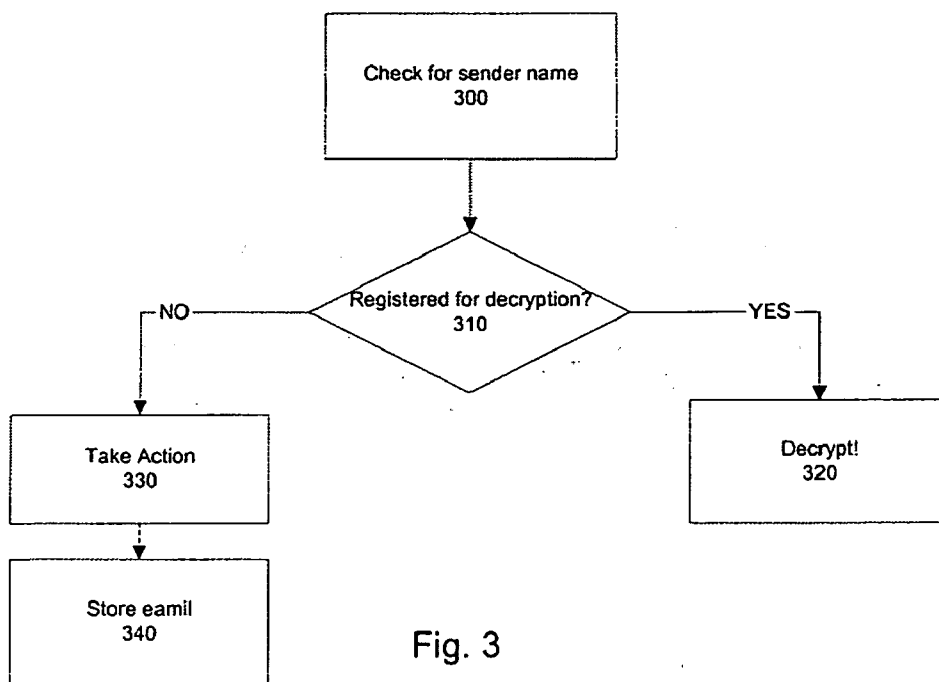 Check for sender name
300
Registered for decryption?
310
NO
YES
Take Action
330
Decrypt!
320
Store eamil
340
Fig. 3